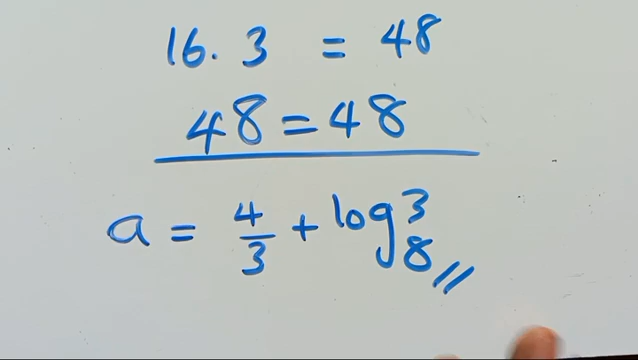 16. 3 = 48
48 = 48
a = 4/3 + log₈³ //